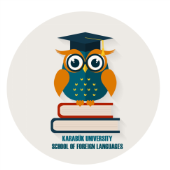 KARABÜK UNIVERSITY
SCHOOL OF FOREIGN LANGUAGES